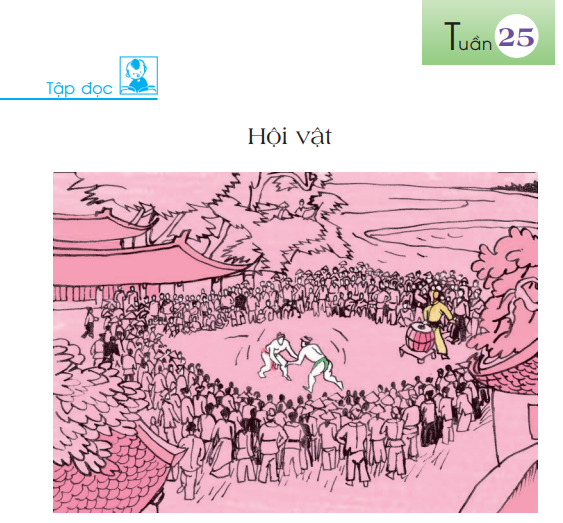 Tuần 25
Tập đọc
Hội vật